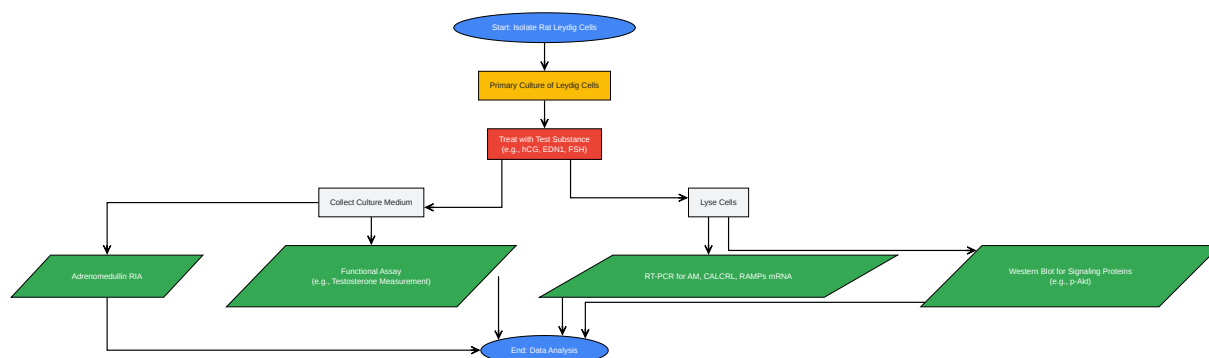 Start: Isolate Rat Leydig Cells
Primary Culture of Leydig Cells
Treat with Test Substance
(e.g., hCG, EDN1, FSH)
Collect Culture Medium
Lyse Cells
Adrenomedullin RIA
Functional Assay
(e.g., Testosterone Measurement)
RT-PCR for AM, CALCRL, RAMPs mRNA
Western Blot for Signaling Proteins
(e.g., p-Akt)
End: Data Analysis